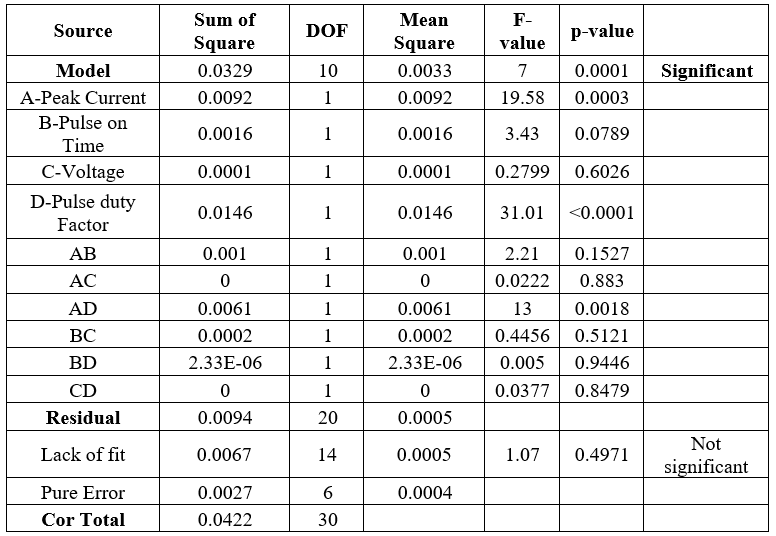 Source Sum of Square DOF Mean Square F-value p-value
Model 0.0329 10 0.0033 7 0.0001 Significant
A-Peak Current 0.0092 1 0.0092 19.58 0.0003
B-Pulse on Time 0.0016 1 0.0016 3.43 0.0789
C-Voltage 0.0001 1 0.0001 0.2799 0.6026
D-Pulse duty Factor 0.0146 1 0.0146 31.01 <0.0001
AB 0.001 1 0.001 2.21 0.1527
AC 0 1 0 0.0222 0.883
AD 0.0061 1 0.0061 13 0.0018
BC 0.0002 1 0.0002 0.4456 0.5121
BD 2.33E-06 1 2.33E-06 0.005 0.9446
CD 0 1 0 0.0377 0.8479
Residual 0.0094 20 0.0005
Lack of fit 0.0067 14 0.0005 1.07 0.4971 Not significant
Pure Error 0.0027 6 0.0004
Cor Total 0.0422 30